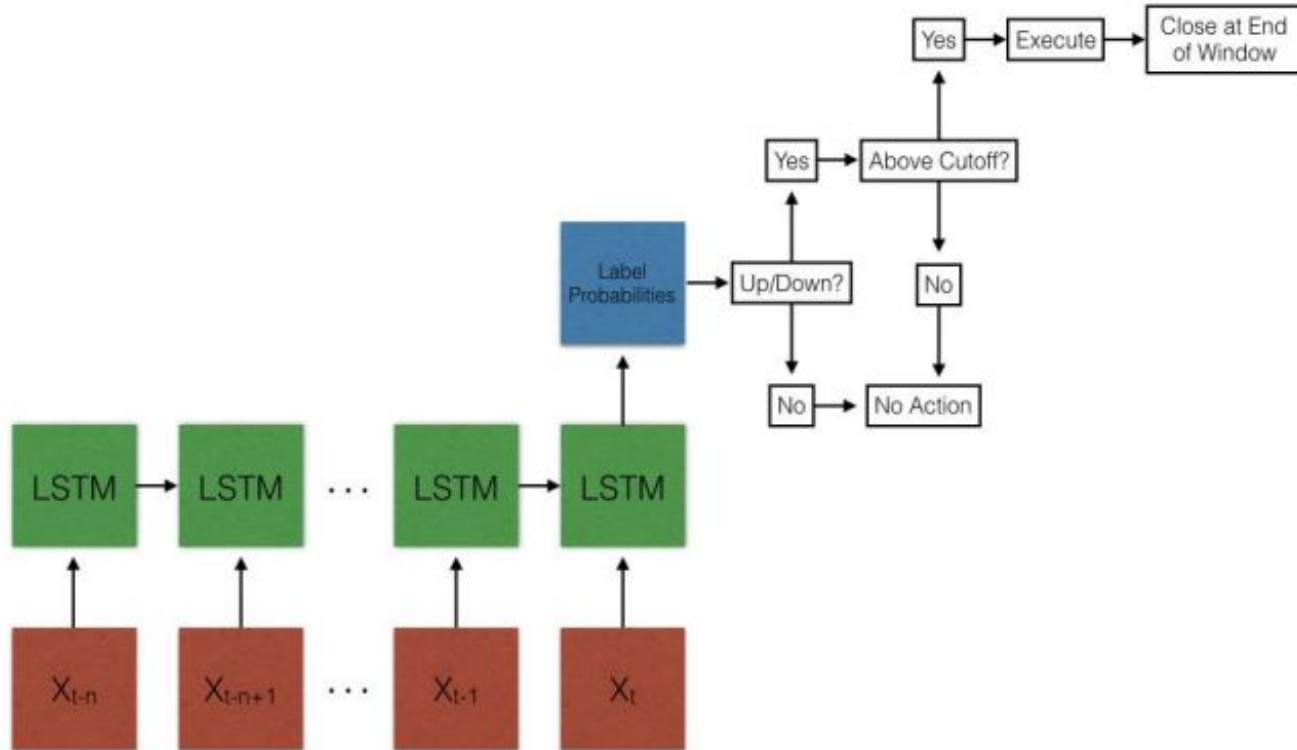 Yes
Execute
Close at End
of Window
Yes
Above Cutoff?
Label
Probabilities
Up/Down?
No
No
No Action
LSTM
LSTM
...
LSTM
LSTM
Xt-n
Xt-n+1
...
Xt-1
Xt